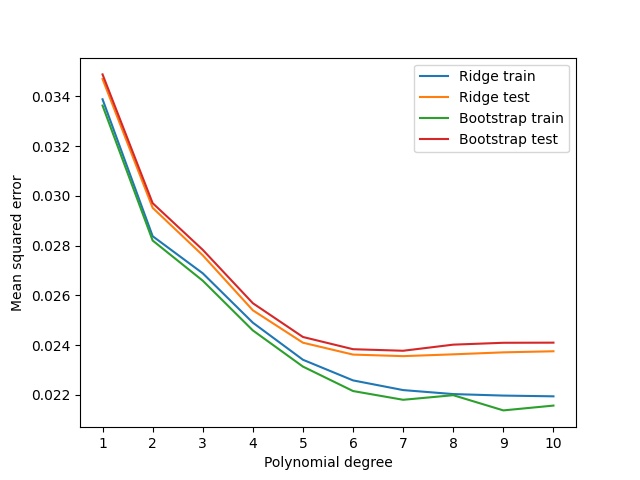 Ridge train
Ridge test
Bootstrap train
Bootstrap test
Mean squared error
0.034
0.032
0.030
0.028
0.026
0.024
0.022
1 2 3 4 5 6 7 8 9 10
Polynomial degree